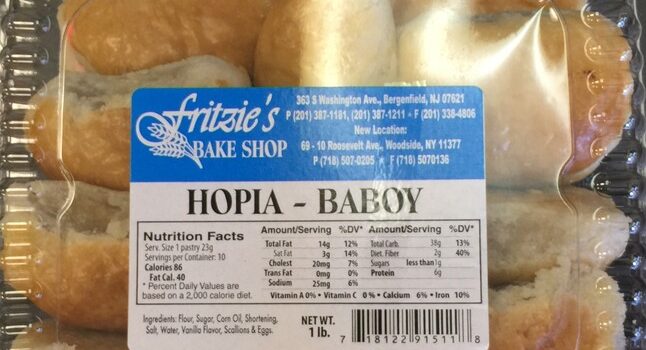 fritzie's
BAKE SHOP
363 S Washington Ave., Bergenfield, NJ 07621
P (201) 387-1181, (201) 387-1211 - F (201) 338-4806
New Location:
69 - 10 Roosevelt Ave., Woodside, NY 11377
P (718) 507-0205 * F (718) 5070136
HOPIA - BABOY
Nutrition Facts
Serv. Size 1 pastry 23g
Servings per Container: 10
Calories 86
Fat Cal. 40
* Percent Daily Values are
based on a 2,000 calorie diet.
Amount/Serving %DV* Amount/Serving %DV*
Total Fat 14g 12% Total Carb. 38g 13%
Sat Fat 3g 14% Diet. Fiber 2g 40%
Cholest 20mg 7% Sugars less than 1g
Trans Fat 0mg 0% Protein 6g
Sodium 25mg 6%
Vitamin A 0% • Vitamin C 0% • Calcium 6% • Iron 10%
Ingredients: Flour, Sugar, Corn Oil, Shortening,
Salt, Water, Vanilla Flavor, Scallions & Eggs.
NET WT.
1 lb.
7 18122 91511 8